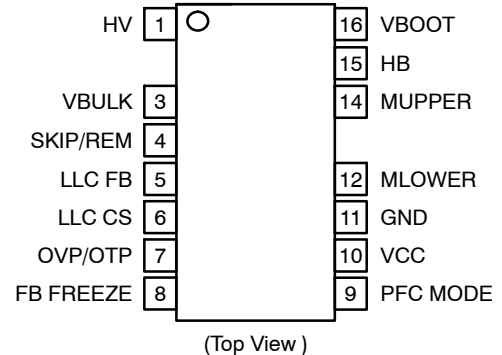 HV 1 16 VBOOT
15 HB
VBULK 3 14 MUPPER
SKIP/REM 4
LLC FB 5 12 MLOWER
LLC CS 6 11 GND
OVP/OTP 7 10 VCC
FB FREEZE 8 9 PFC MODE
(Top View )